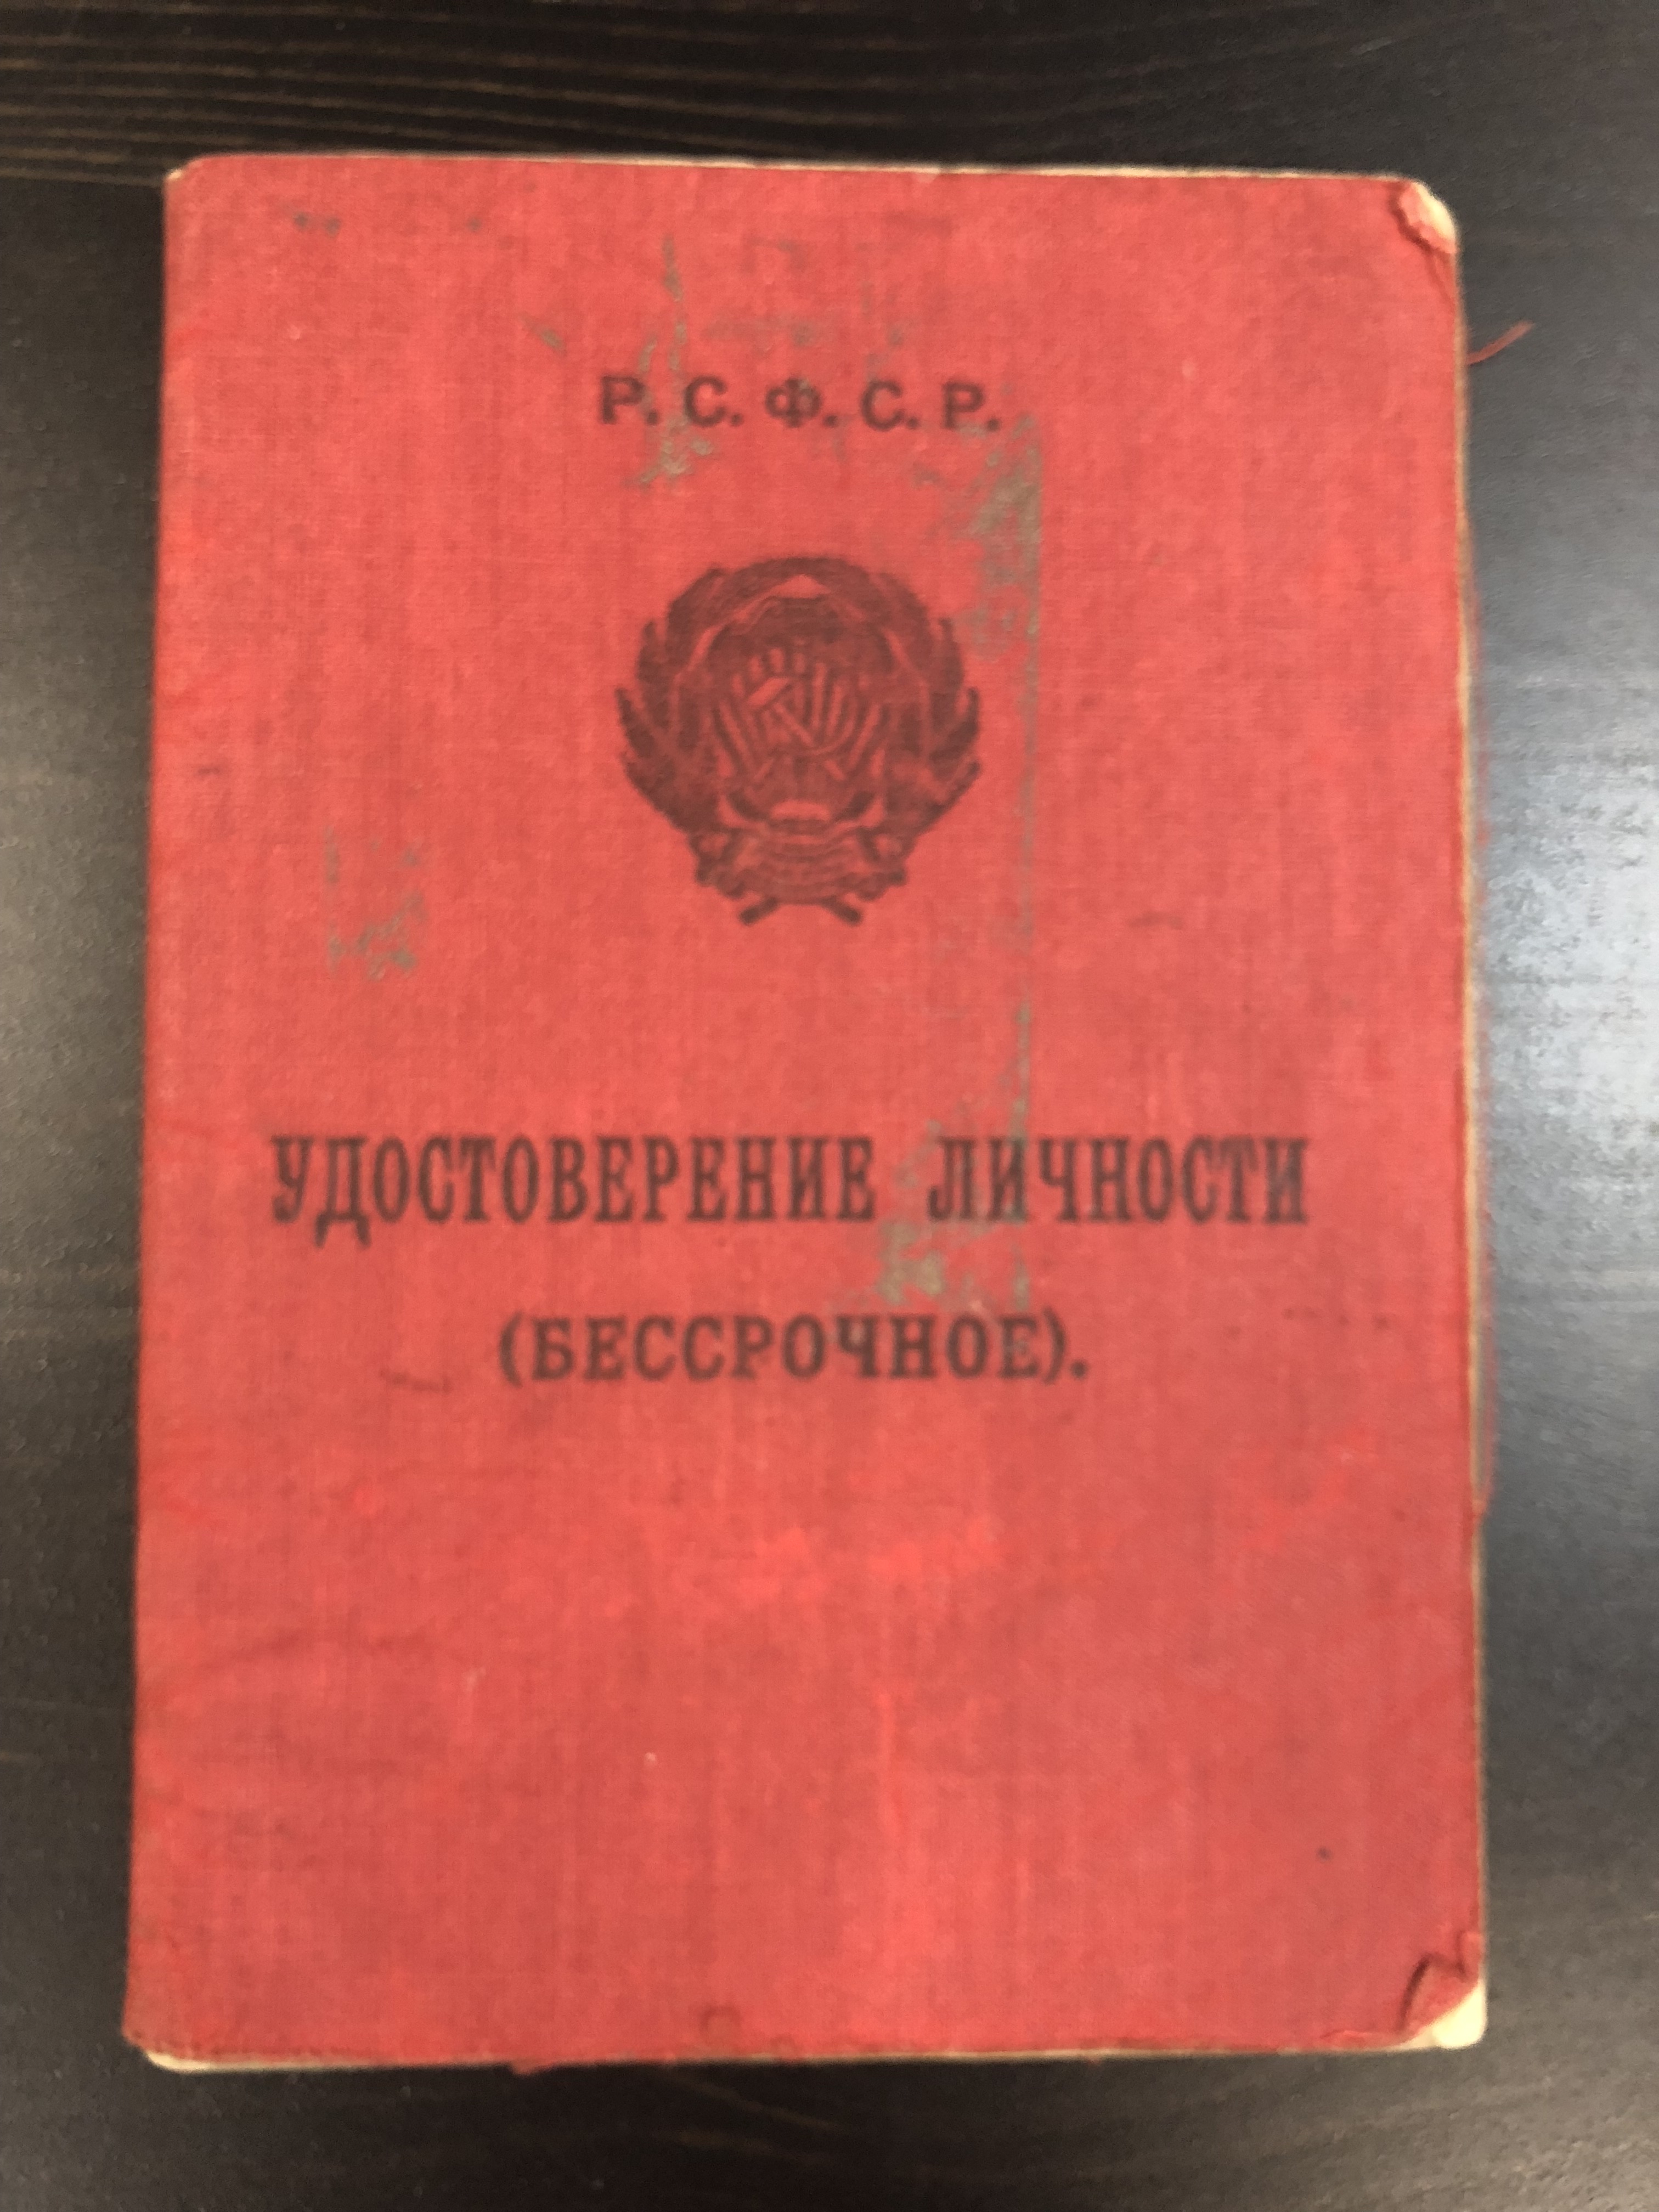 Р. С. Ф. С. Р.
УДОСТОВЕРЕНИЕ ЛИЧНОСТИ
(БЕССРОЧНОЕ).